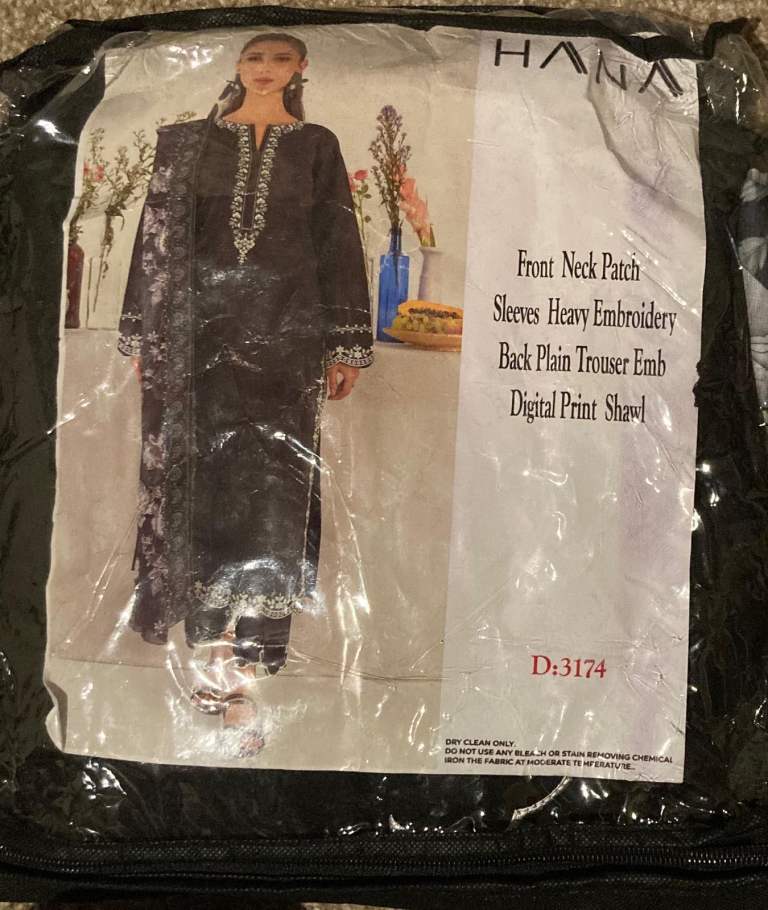 HANA
Front Neck Patch
Sleeves Heavy Embroidery
Back Plain Trouser Emb
Digital Print Shawl
D:3174
DRY CLEAN ONLY.
DO NOT USE ANY BLEACH OR STAIN REMOVING CHEMICAL
IRON THE FABRIC AT MODERATE TEMPERATURE..